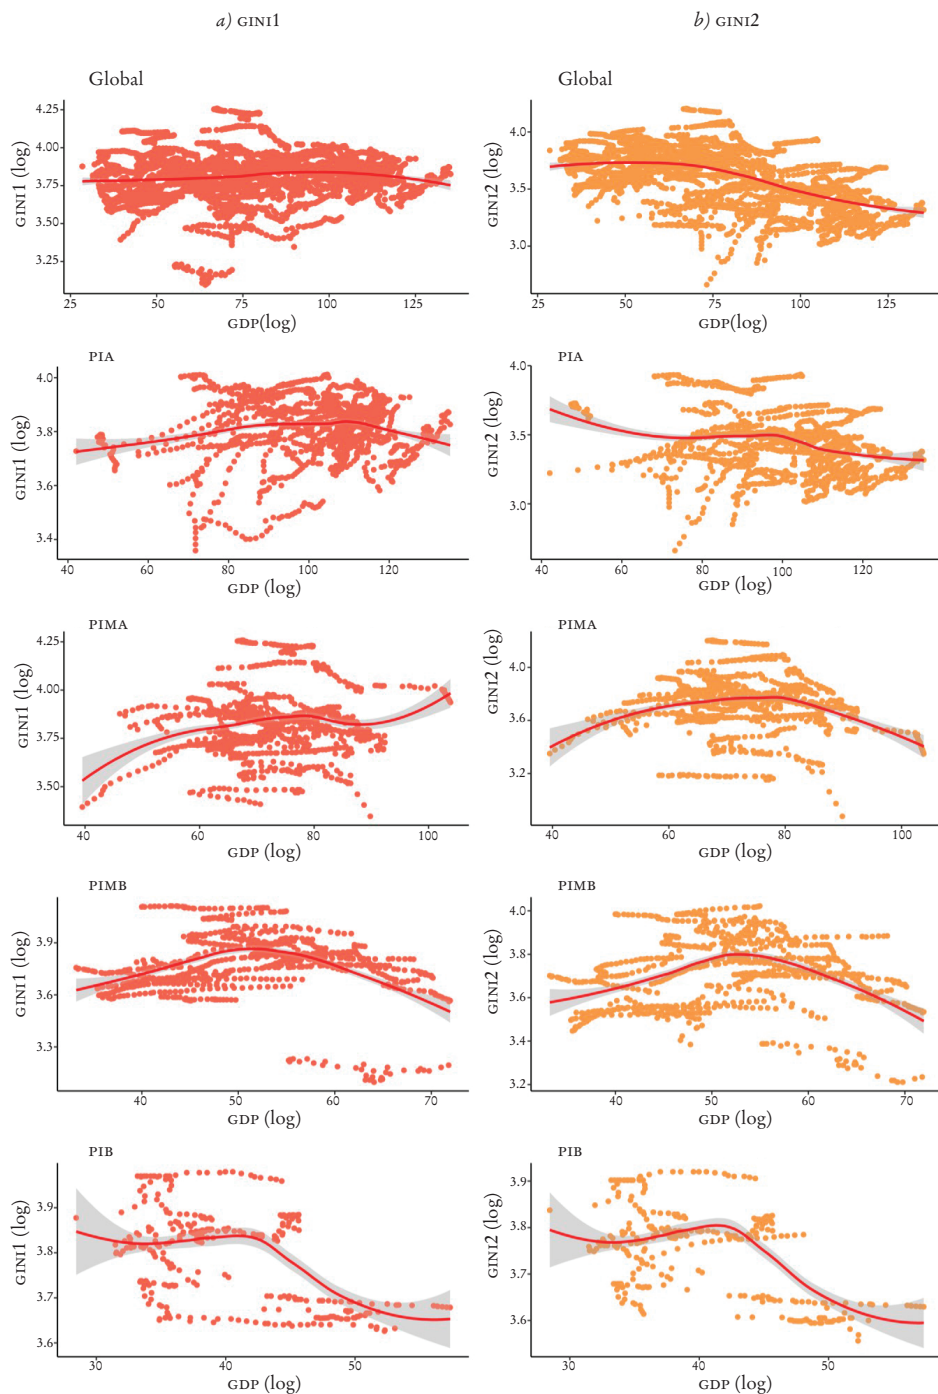 a) GINI1
b) GINI2
Global
Global
4.25
4.00
3.75
3.50
3.25
GINI1 (log)
25
50
75
100
125
GDP(log)
4.0
3.5
3.0
GINI2 (log)
25
50
75
100
125
GDP(log)
PIA
PIA
4.0
3.8
3.6
3.4
GINI1 (log)
40
60
80
100
120
GDP (log)
4.0
3.5
3.0
GINI2 (log)
40
60
80
100
120
GDP (log)
PIMA
PIMA
4.25
4.00
3.75
3.50
GINI1 (log)
40
60
80
100
GDP (log)
4.0
3.6
3.2
GINI2 (log)
40
60
80
100
GDP (log)
PIMB
PIMB
3.9
3.6
3.3
GINI1 (log)
40
50
60
70
GDP (log)
4.0
3.8
3.6
3.4
3.2
GINI2 (log)
40
50
60
70
GDP (log)
PIB
PIB
3.9
3.8
3.7
3.6
GINI1 (log)
30
40
50
GDP (log)
3.9
3.8
3.7
3.6
GINI2 (log)
30
40
50
GDP (log)